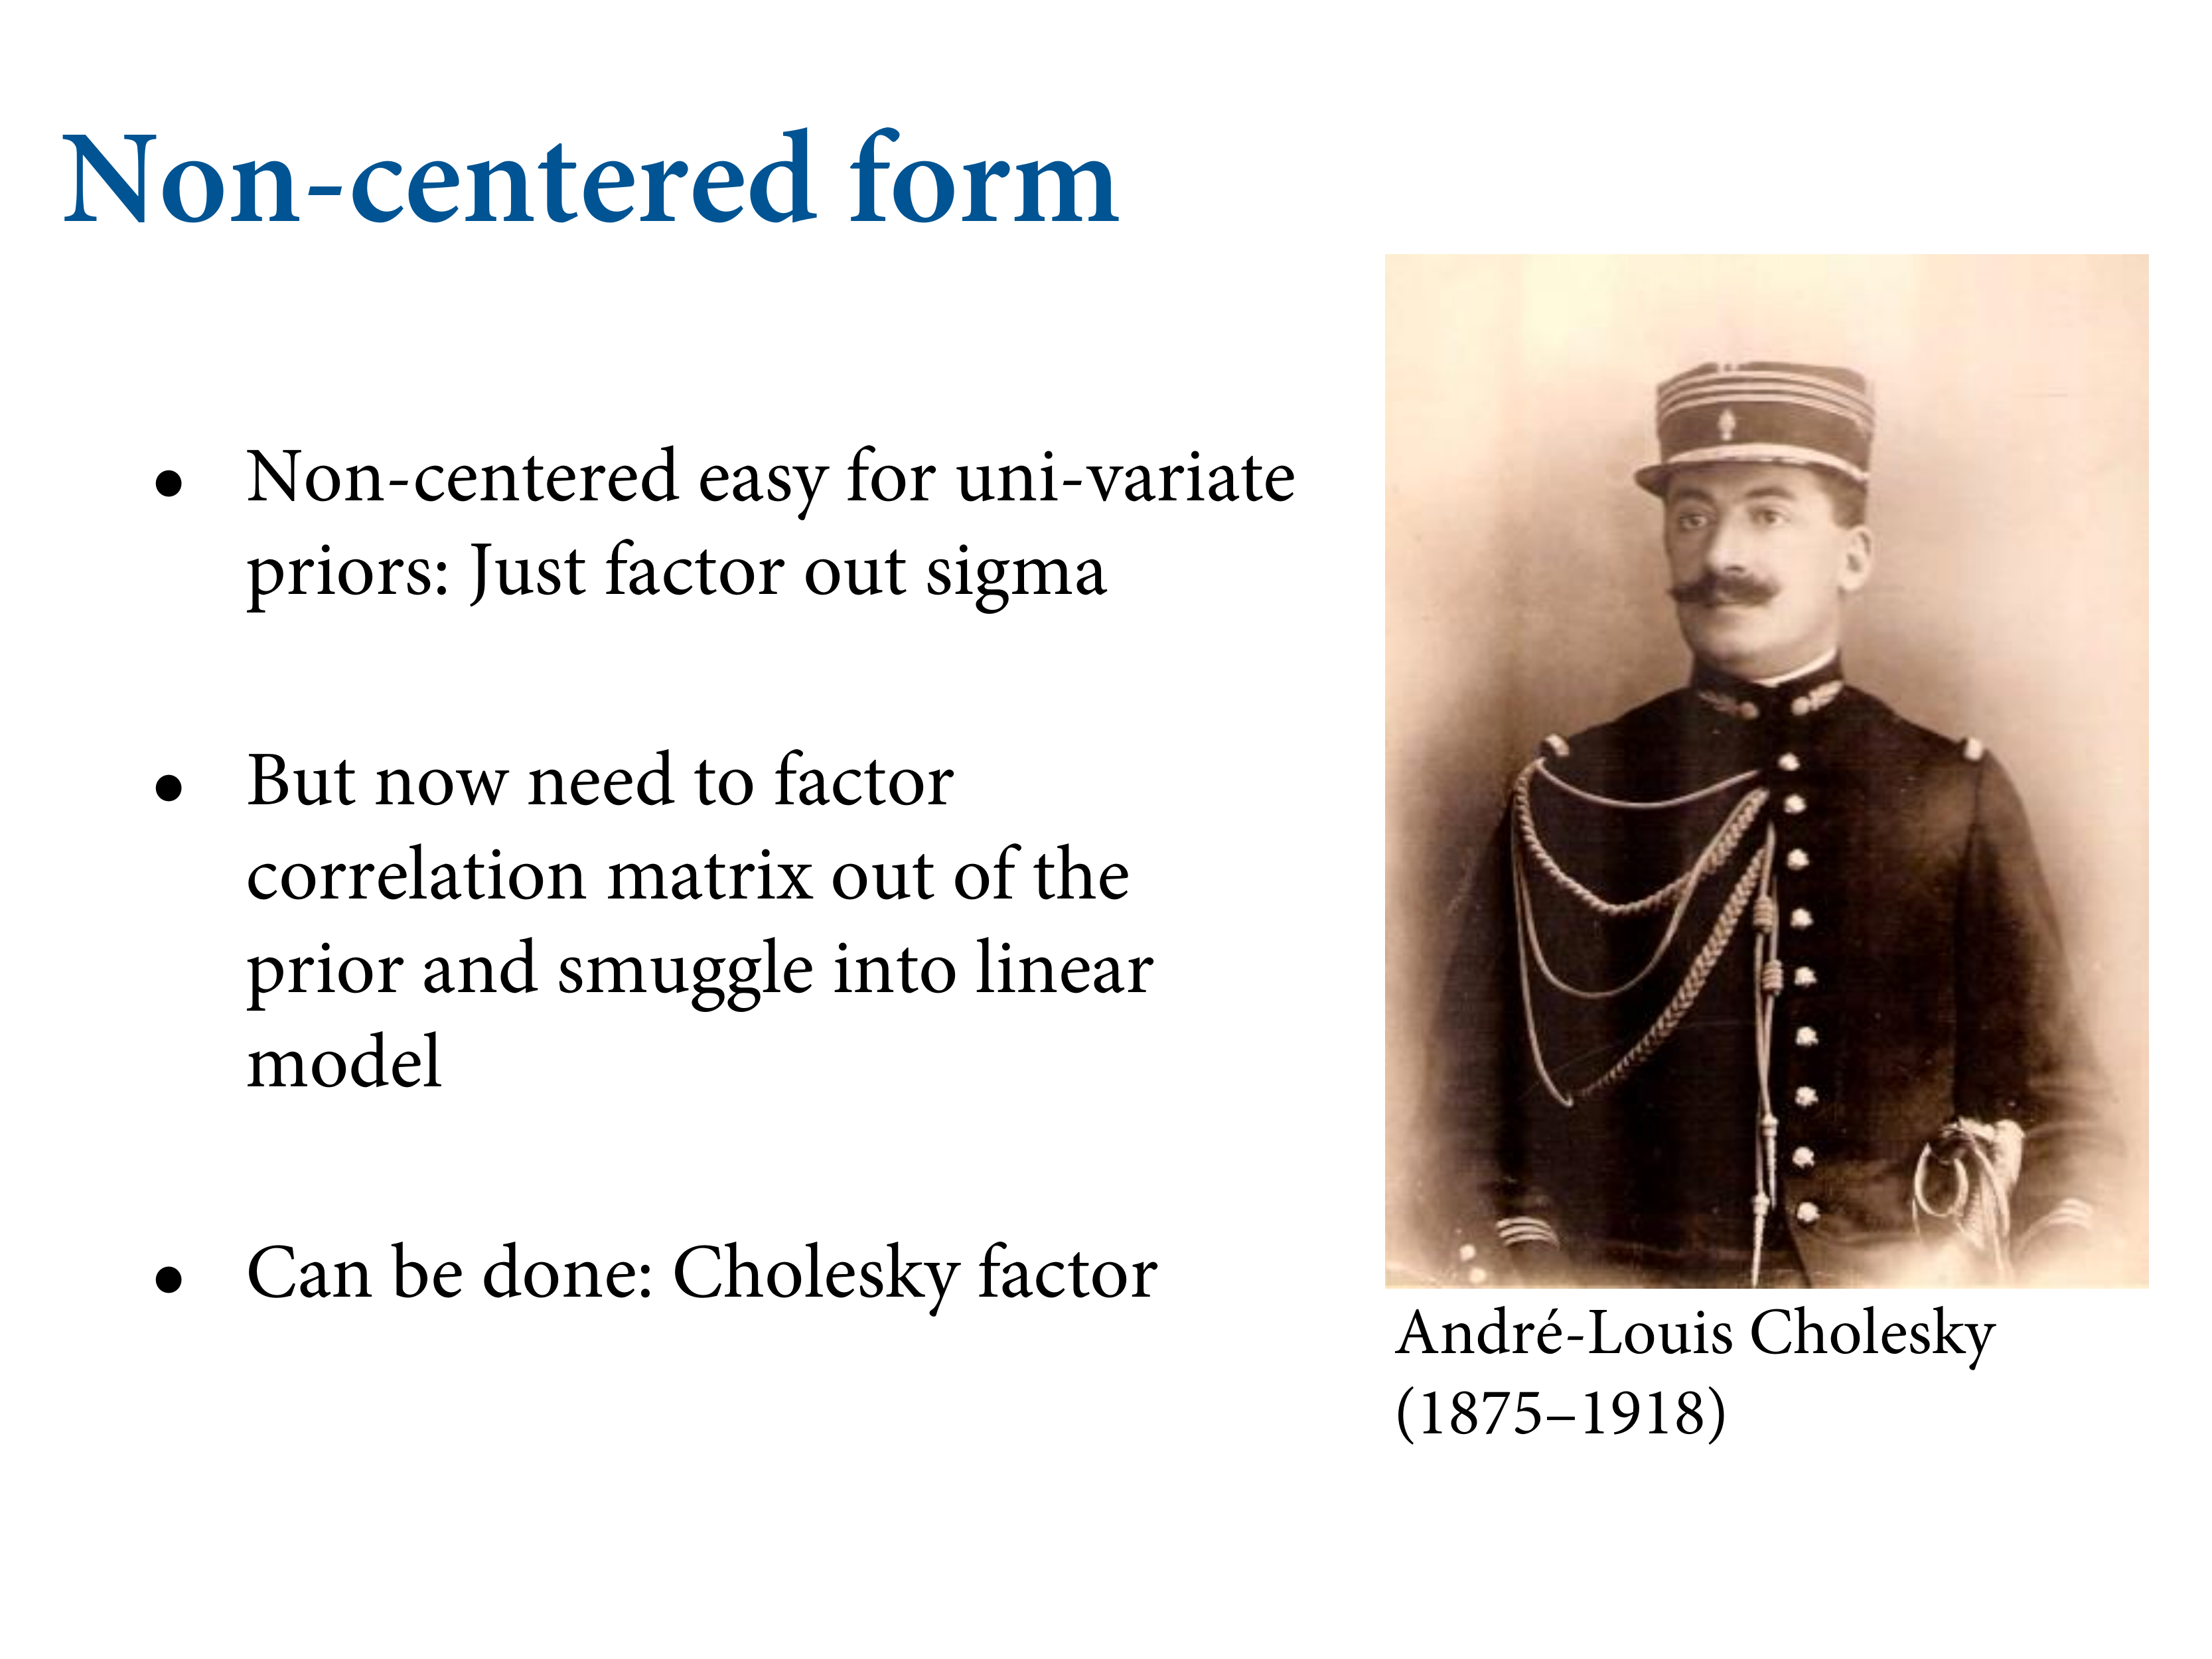 Non-centered form
• Non-centered easy for uni-variate
priors: Just factor out sigma
• But now need to factor
correlation matrix out of the
prior and smuggle into linear
model
• Can be done: Cholesky factor
André-Louis Cholesky
(1875–1918)